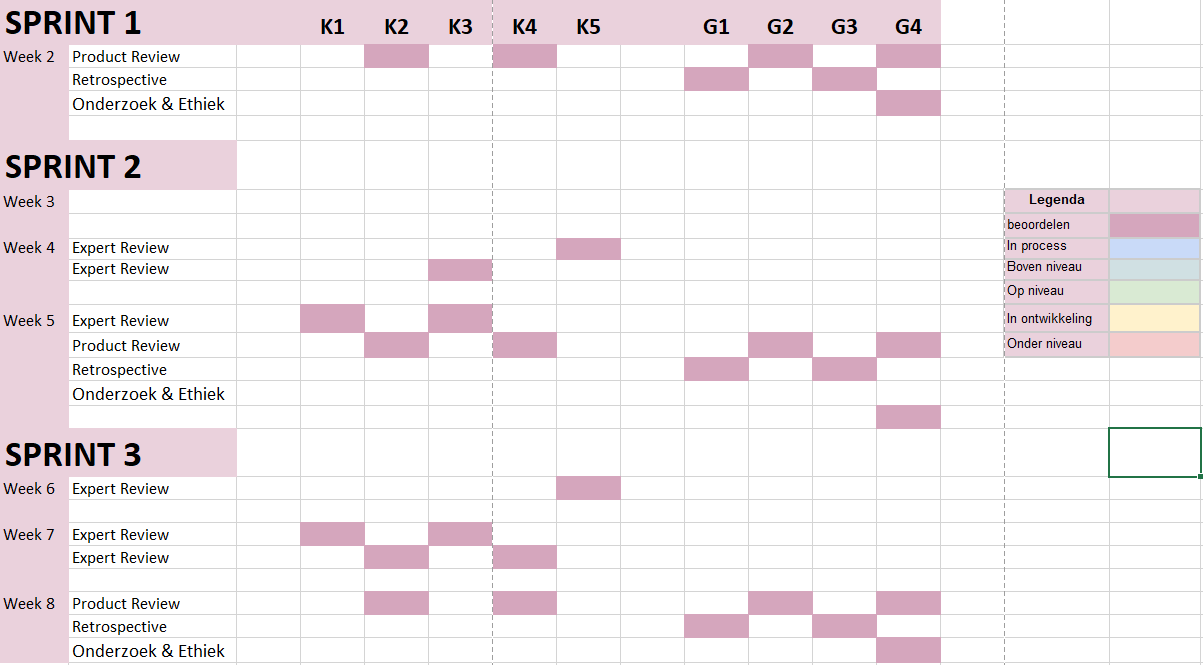 SPRINT 1 K1 K2 K3 K4 K5 G1 G2 G3 G4
Week 2 Product Review
Retrospective
Onderzoek & Ethiek
SPRINT 2
Week 3
Week 4 Expert Review
Expert Review
Week 5 Expert Review
Product Review
Retrospective
Onderzoek & Ethiek
SPRINT 3
Week 6 Expert Review
Week 7 Expert Review
Expert Review
Week 8 Product Review
Retrospective
Onderzoek & Ethiek
Legenda
beoordelen
In process
Boven niveau
Op niveau
In ontwikkeling
Onder niveau